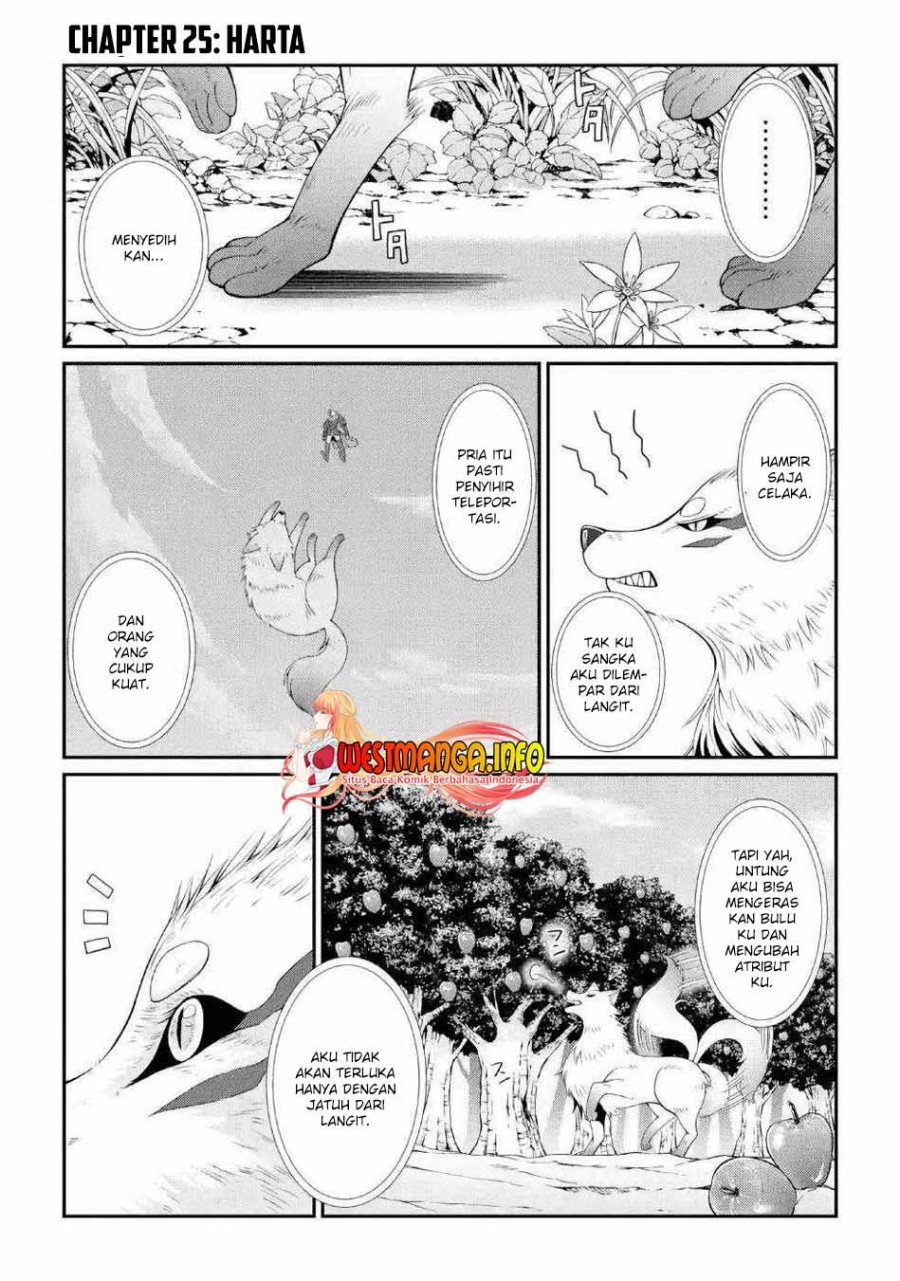 CHAPTER 25: HARTA
.........
トト
MENYEDIH
KAN...
HAMPIR
SAJA
CELAKA.
TAK KU
SANGKA
AKU DILEM-
PAR DARI
LANGIT.
PRIA ITU
PASTI
PENYIHIR
TELEPOR-
TASI.
DAN
ORANG
YANG
CUKUP
KUAT.
WESTMANGA.INFO
Situs Baca Komik Berbahasa Indonesia
TAPI YAH,
UNTUNG
AKU BISA
MENGERAS
KAN BULU
KU DAN
MENGUBAH
ATRIBUT
KU.
AKU TIDAK
AKAN TERLUKA
HANYA DENGAN
JATUH DARI
LANGIT.